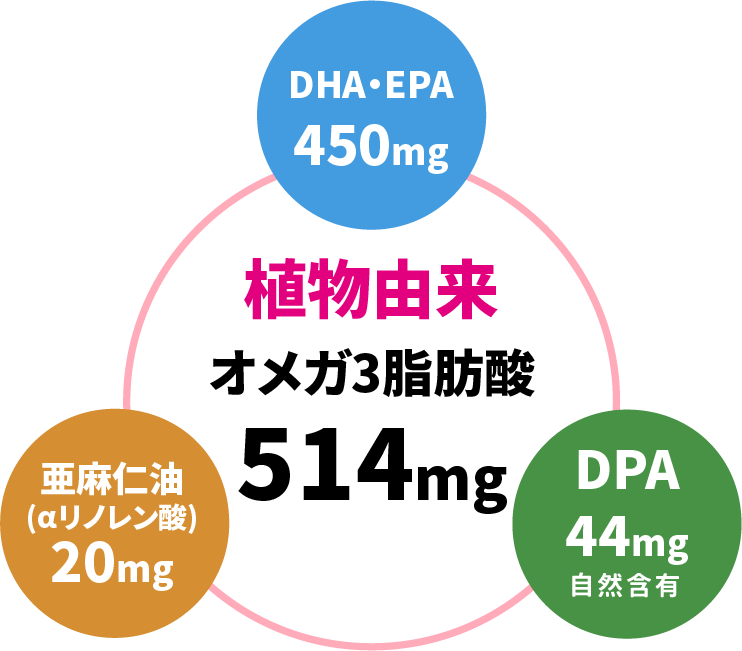 DHA・EPA
450mg
植物由来
オメガ3脂肪酸
514mg
亜麻仁油
(αリノレン酸)
20mg
DPA
44mg
自然含有